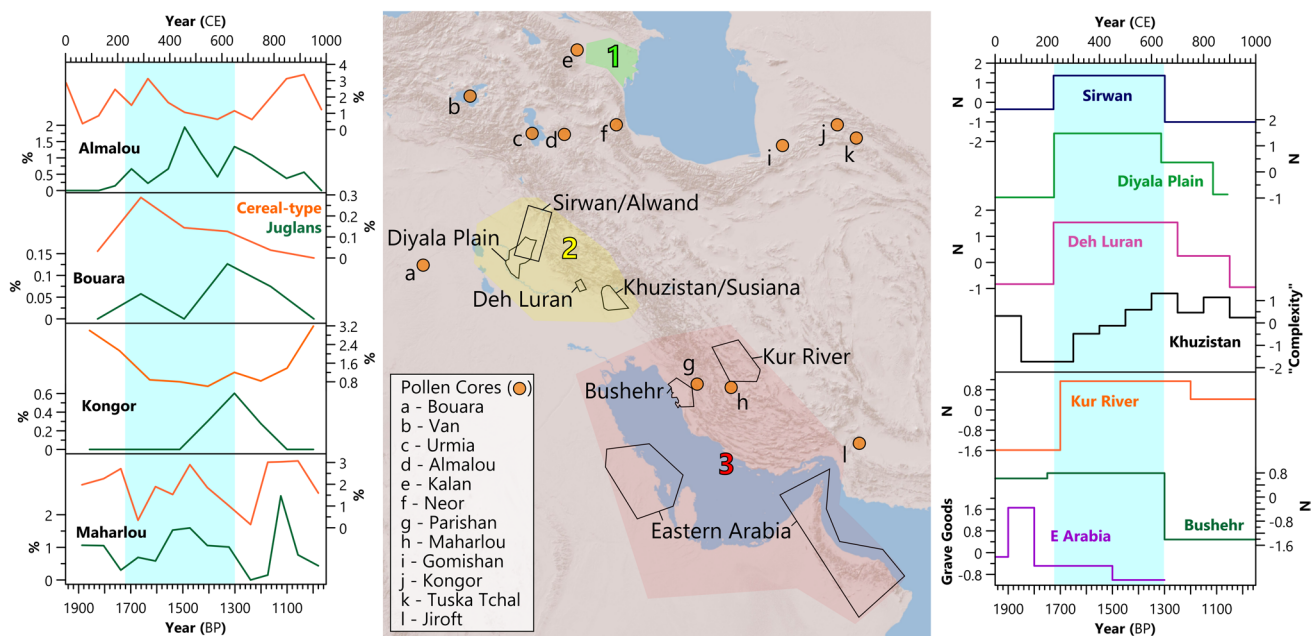 Year (CE)
0 200 400 600 800 1000
4
3
2
1
0
%
2
1.5
1
0.5
0
%
Almalou
Cereal-type
Juglans
0.3
0.2
0.1
0
%
0.15
0.1
0.05
0
%
Bouara
3.2
2.4
1.6
0.8
%
0.6
0.4
0.2
0
%
Kongor
3
2
1
0
%
2
1
0
%
Maharlou
1900 1700 1500 1300 1100
Year (BP)
1
2
3
a
b
c
d
e
f
g
h
i
j
k
l
Sirwan/Alwand
Diyala Plain
Deh Luran
Khuzistan/Susiana
Kur River
Bushehr
Eastern Arabia
Pollen Cores ( )
a - Bouara
b - Van
c - Urmia
d - Almalou
e - Kalan
f - Neor
g - Parishan
h - Maharlou
i - Gomishan
j - Kongor
k - Tuska Tchal
l - Jiroft
Year (CE)
0 200 400 600 800 1000
2
1
0
-1
-2
N
Sirwan
2
1
0
-1
N
Diyala Plain
2
1
0
-1
N
Deh Luran
1
0
-1
-2
"Complexity"
Khuzistan
0.8
0
-0.8
-1.6
N
Kur River
0.8
0
-0.8
-1.6
N
Bushehr
1.6
0.8
0
-0.8
Grave Goods
E Arabia
1900 1700 1500 1300 1100
Year (BP)